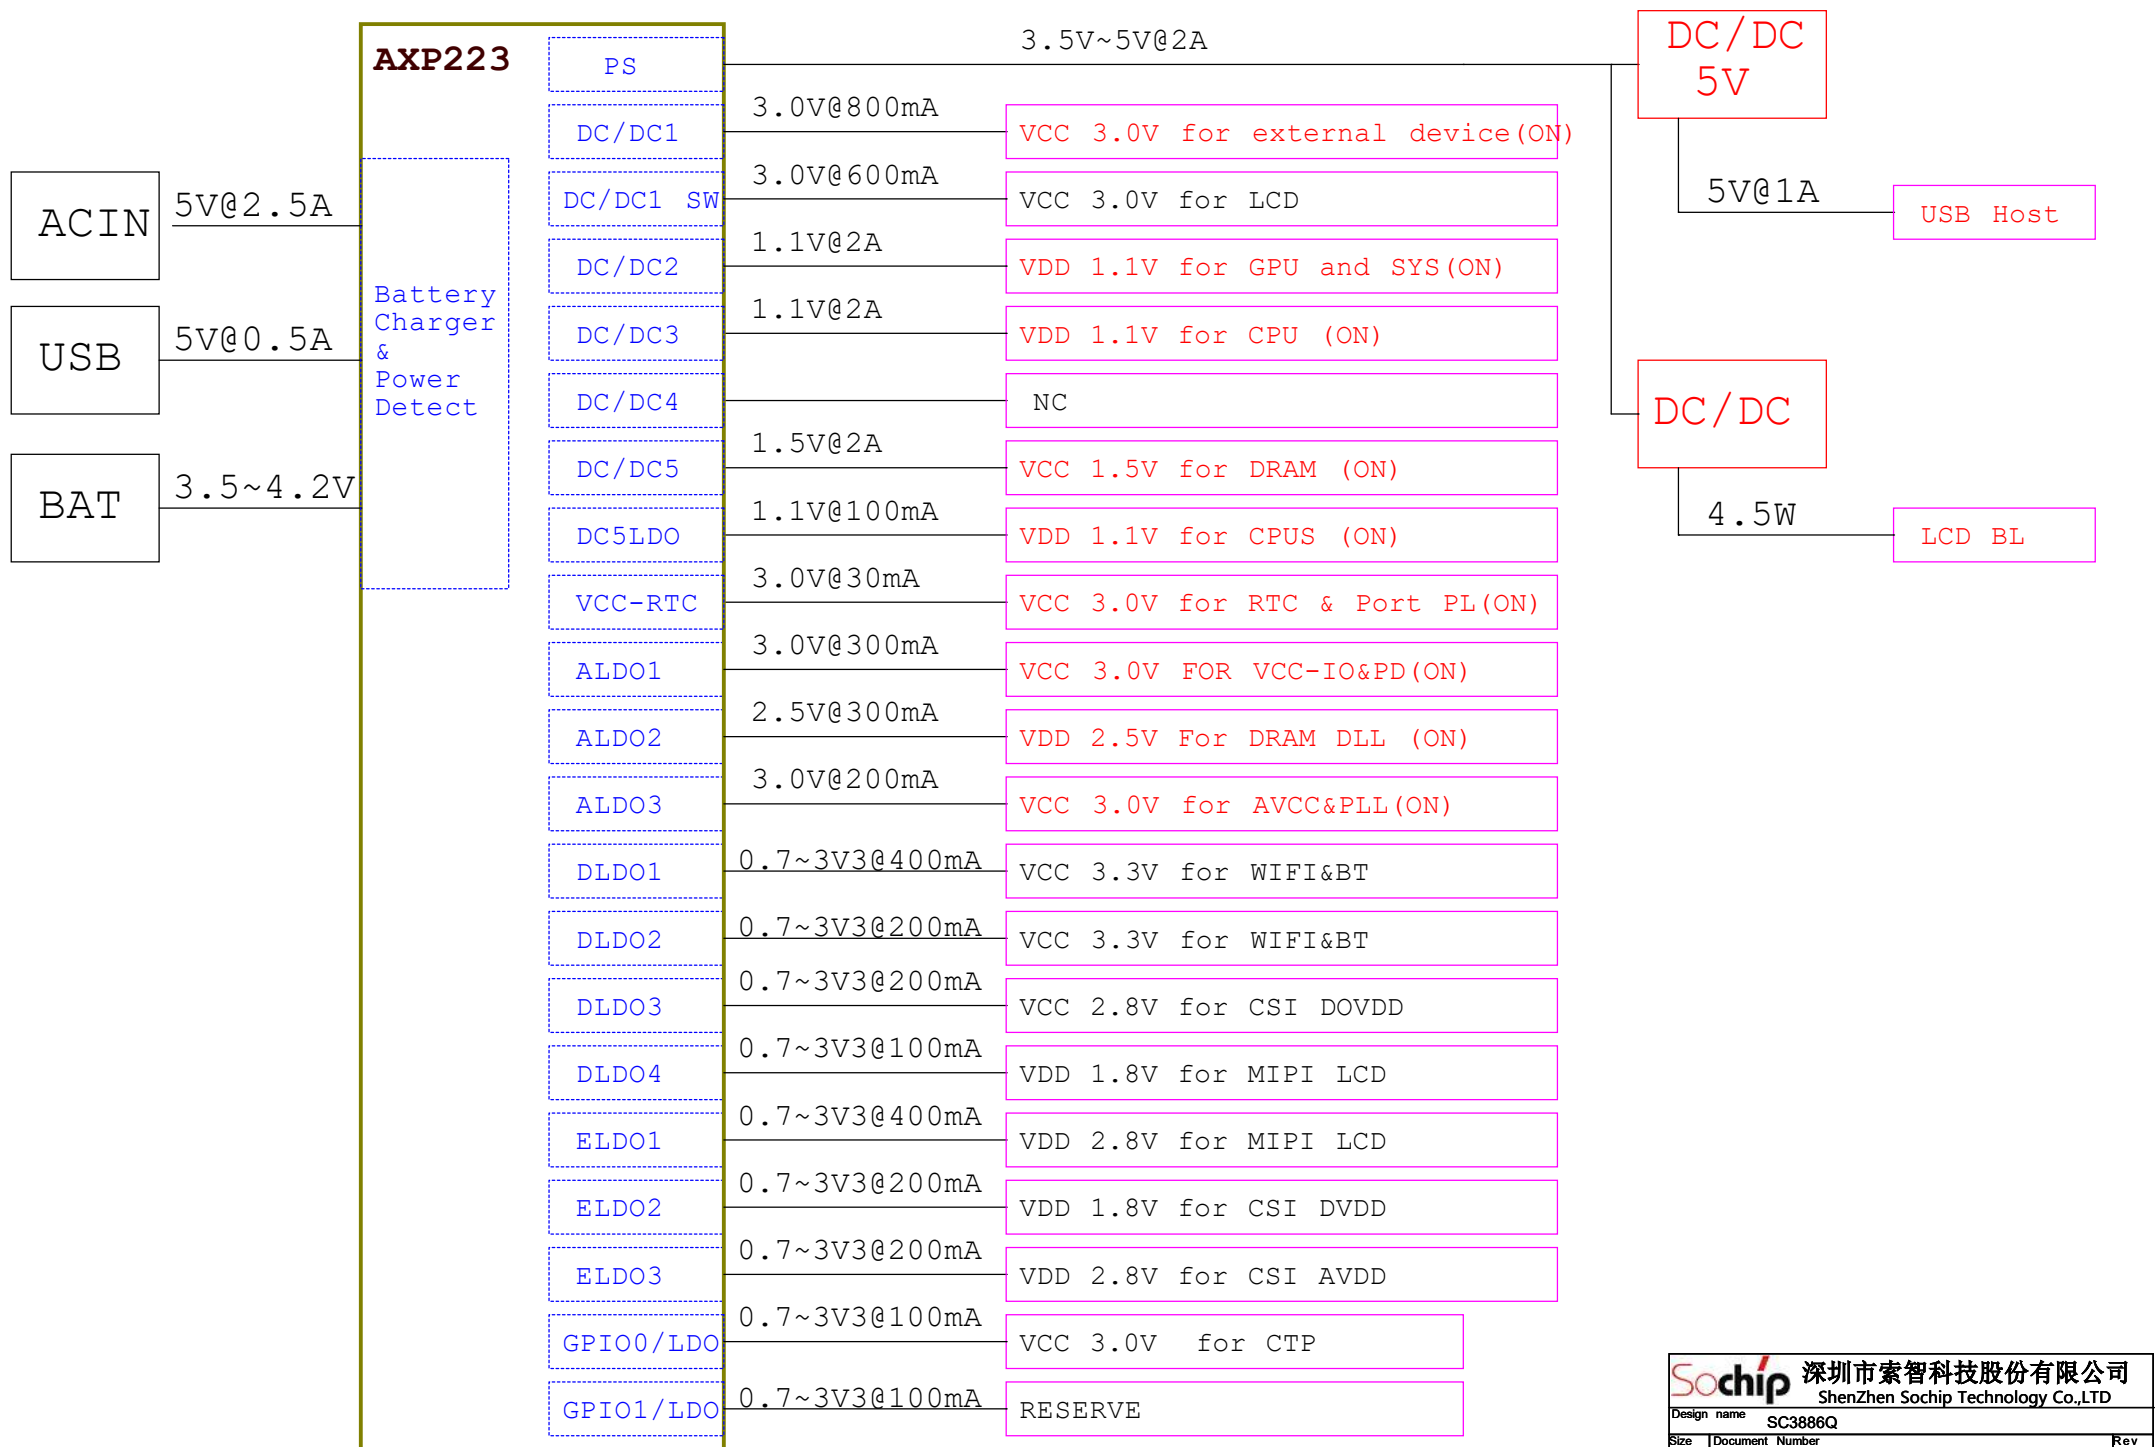 AXP223
ACIN
5V@2.5A
USB
5V@0.5A
BAT
3.5~4.2V
Battery
Charger
&
Power
Detect
PS
3.5V~5V@2A
DC/DC1
3.0V@800mA
VCC 3.0V for external device(ON)
DC/DC1 SW
3.0V@600mA
VCC 3.0V for LCD
DC/DC2
1.1V@2A
VDD 1.1V for GPU and SYS(ON)
DC/DC3
1.1V@2A
VDD 1.1V for CPU (ON)
DC/DC4
NC
DC/DC5
1.5V@2A
VCC 1.5V for DRAM (ON)
DC5LDO
1.1V@100mA
VDD 1.1V for CPUS (ON)
VCC-RTC
3.0V@30mA
VCC 3.0V for RTC & Port PL(ON)
ALDO1
3.0V@300mA
VCC 3.0V FOR VCC-IO&PD(ON)
ALDO2
2.5V@300mA
VDD 2.5V For DRAM DLL (ON)
ALDO3
3.0V@200mA
VCC 3.0V for AVCC&PLL(ON)
DLDO1
0.7~3V3@400mA
VCC 3.3V for WIFI&BT
DLDO2
0.7~3V3@200mA
VCC 3.3V for WIFI&BT
DLDO3
0.7~3V3@200mA
VCC 2.8V for CSI DOVDD
DLDO4
0.7~3V3@100mA
VDD 1.8V for MIPI LCD
ELDO1
0.7~3V3@400mA
VDD 2.8V for MIPI LCD
ELDO2
0.7~3V3@200mA
VDD 1.8V for CSI DVDD
ELDO3
0.7~3V3@200mA
VDD 2.8V for CSI AVDD
GPIO0/LDO
0.7~3V3@100mA
VCC 3.0V for CTP
GPIO1/LDO
0.7~3V3@100mA
RESERVE
DC/DC
5V
5V@1A
USB Host
DC/DC
4.5W
LCD BL
Sochip 深圳市索智科技股份有限公司
ShenZhen Sochip Technology Co.,LTD
Design name SC3886Q
Size Document Number Rev